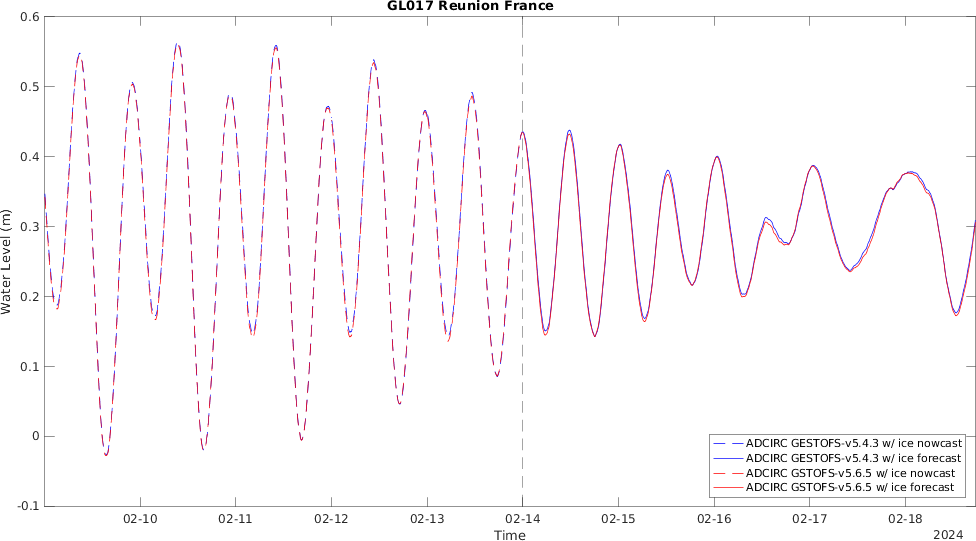 GL017 Reunion France
0.6
0.5
0.4
0.3
0.2
0.1
0
-0.1
Water Level (m)
ADCIRC GESTOFS-v5.4.3 w/ ice nowcast
ADCIRC GESTOFS-v5.4.3 w/ ice forecast
ADCIRC GSTOFS-v5.6.5 w/ ice nowcast
ADCIRC GSTOFS-v5.6.5 w/ ice forecast
02-10 02-11 02-12 02-13 02-14 02-15 02-16 02-17 02-18
Time
2024